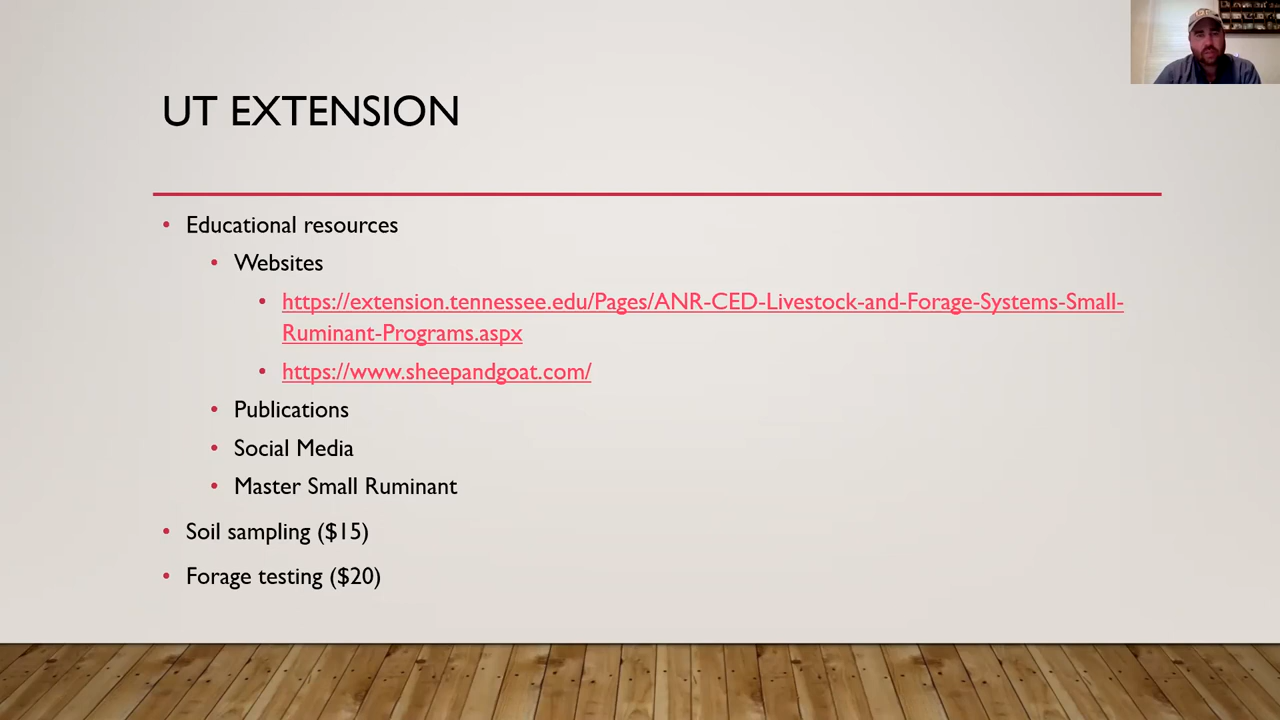 UT EXTENSION
• Educational resources
• Websites
• https://extension.tennessee.edu/Pages/ANR-CED-Livestock-and-Forage-Systems-Small-
Ruminant-Programs.aspx
• https://www.sheepandgoat.com/
• Publications
• Social Media
• Master Small Ruminant
• Soil sampling ($15)
• Forage testing ($20)